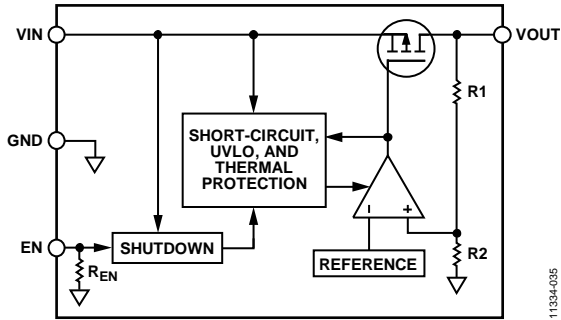 VIN
VOUT
R1
GND
SHORT-CIRCUIT,
UVLO, AND
THERMAL
PROTECTION
– +
EN
SHUTDOWN
REN
REFERENCE
R2
11334-035